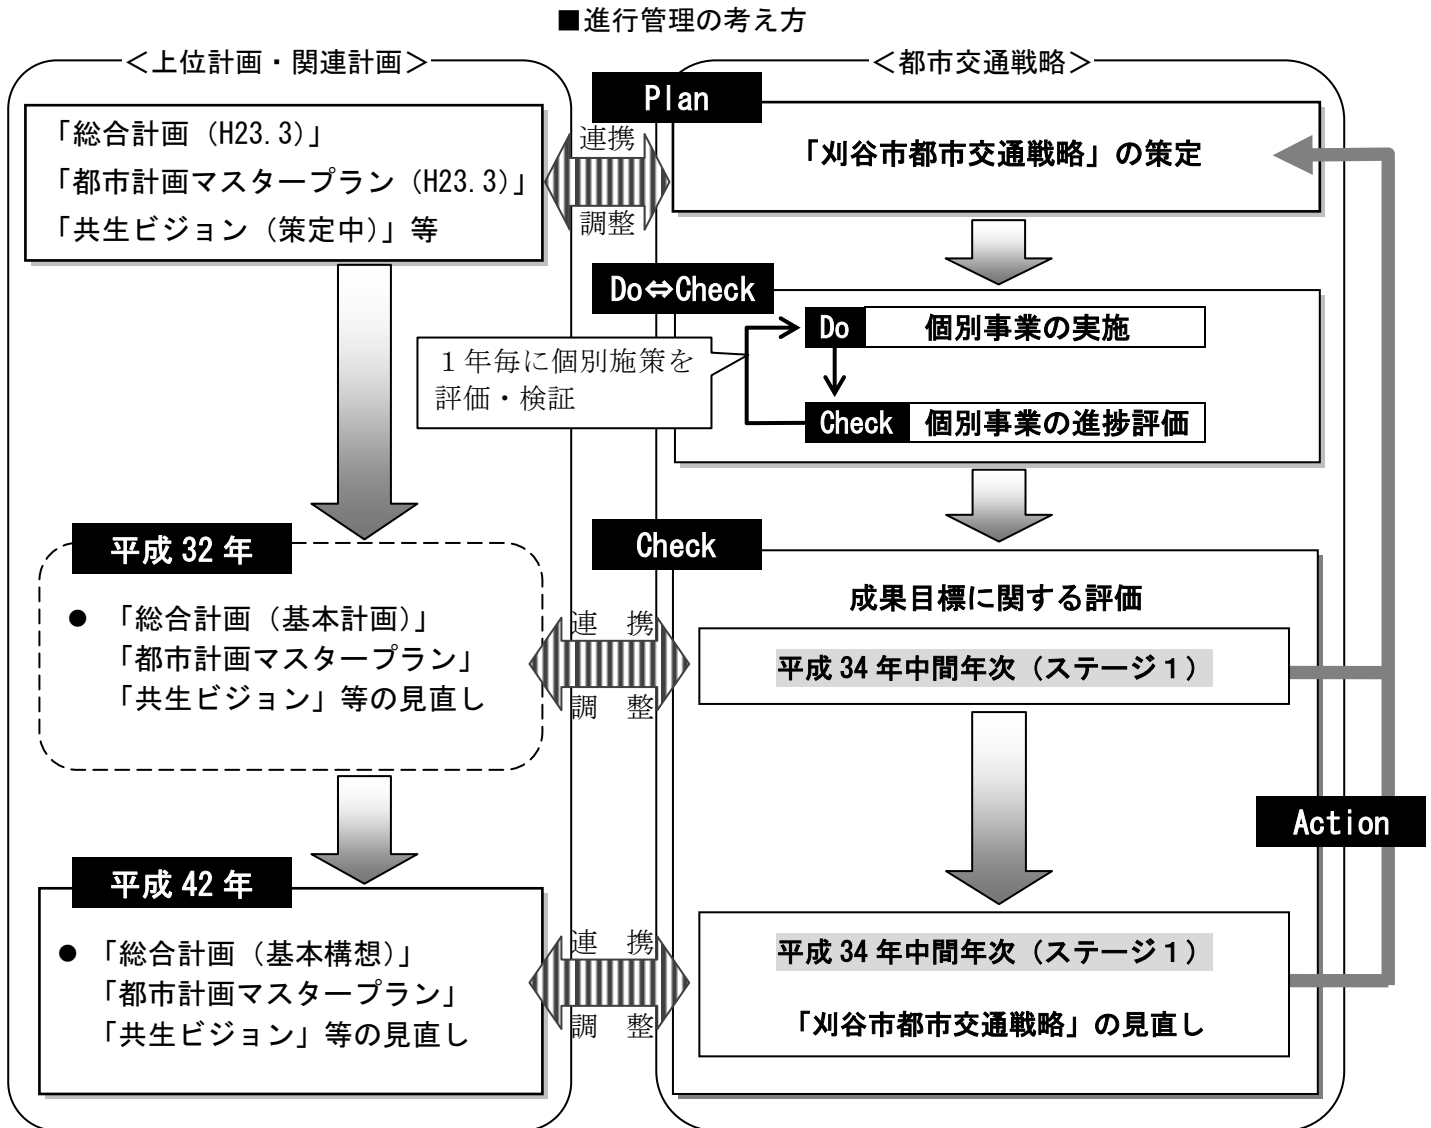 ■進行管理の考え方
＜上位計画・関連計画＞
「総合計画（H23.3）」
「都市計画マスタープラン（H23.3）」
「共生ビジョン（策定中）」等
平成 32 年
● 「総合計画（基本計画）」
「都市計画マスタープラン」
「共生ビジョン」等の見直し
平成 42 年
● 「総合計画（基本構想）」
「都市計画マスタープラン」
「共生ビジョン」等の見直し
連携
調整
連　携
調　整
連　携
調　整
＜都市交通戦略＞
Plan
「刈谷市都市交通戦略」の策定
Do⇔Check
Do 個別事業の実施
Check 個別事業の進捗評価
１年毎に個別施策を
評価・検証
Check
成果目標に関する評価
平成 34 年中間年次（ステージ１）
平成 34 年中間年次（ステージ１）
「刈谷市都市交通戦略」の見直し
Action